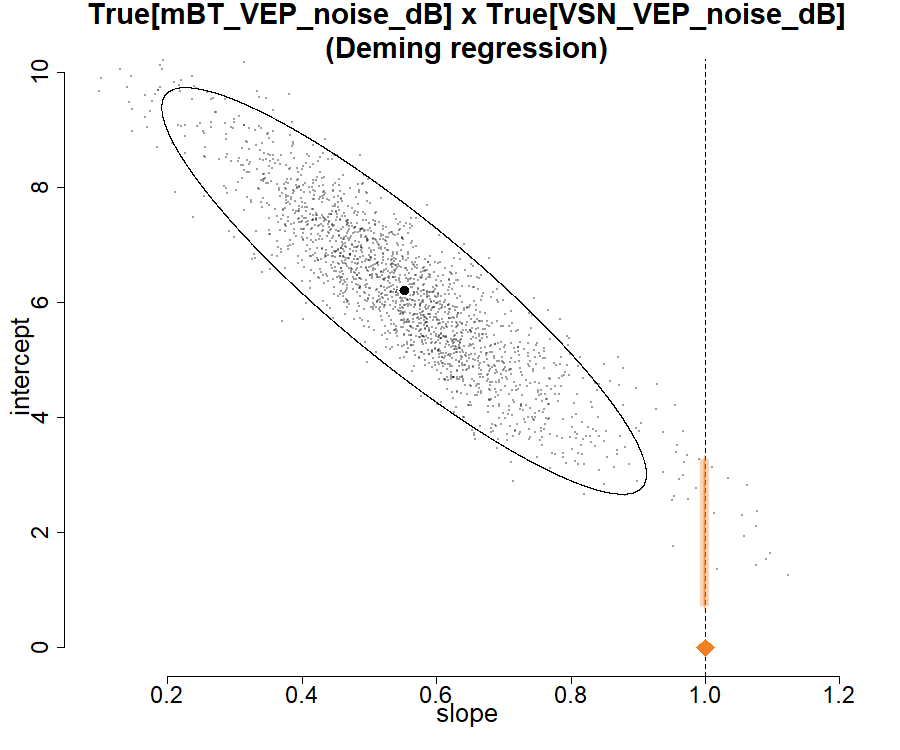 True[mBT_VEP_noise_dB] x True[VSN_VEP_noise_dB]
(Deming regression)
10
8
6
4
2
0
intercept
0.2 0.4 0.6 0.8 1.0 1.2
slope